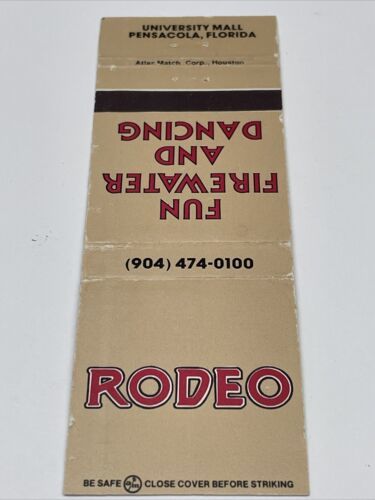 UNIVERSITY MALL
PENSACOLA, FLORIDA
Atlas Match Corp., Houston
FUN
FIREWATER
AND
DANCING
(904) 474-0100
RODEO
BE SAFE CLOSE COVER BEFORE STRIKING